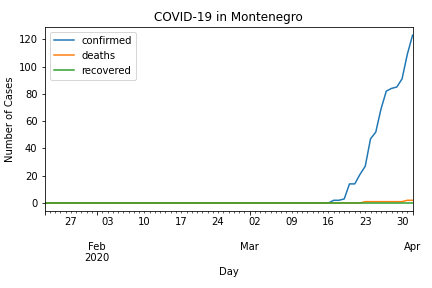 COVID-19 in Montenegro
confirmed
deaths
recovered
Number of Cases
120
100
80
60
40
20
0
27 03 10 17 24 02 09 16 23 30
Feb Mar Apr
2020
Day